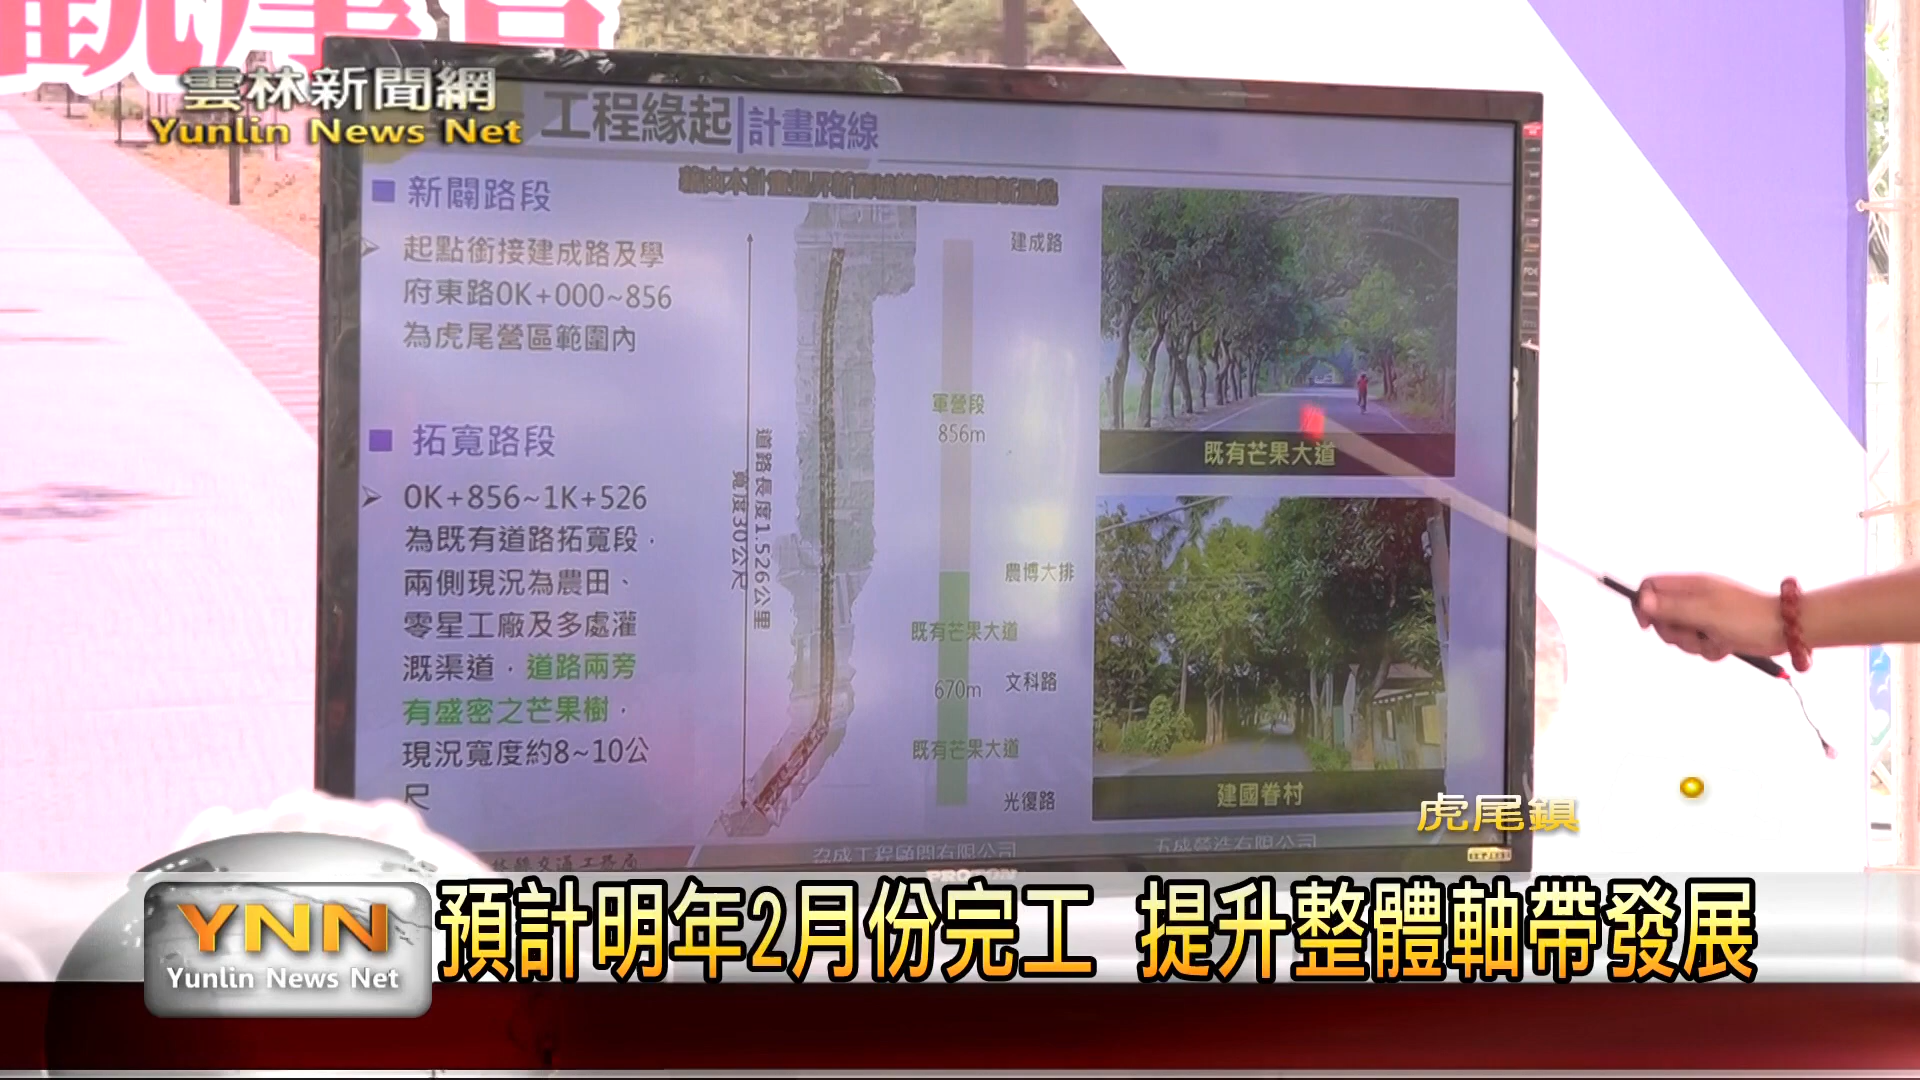 雲林新聞網
Yunlin News Net
工程緣起|計畫路線
■ 新闢路段
➢ 起點銜接建成路及學
府東路0K+000~856
為虎尾營區範圍內
■ 拓寬路段
➢ 0K+856~1K+526
為既有道路拓寬段，
兩側現況為農田、
零星工廠及多處灌
溉渠道，道路兩旁
有盛密之芒果樹，
現況寬度約8~10公
尺
道路長度1.526公里
寬度30公尺
建成路
軍營段
856m
農博大排
既有芒果大道
670m
文科路
既有芒果大道
光復路
既有芒果大道
建國眷村
五盛營造有限公司
PROTON
虎尾鎮
YNN
Yunlin News Net
預計明年2月份完工 提升整體軸帶發展